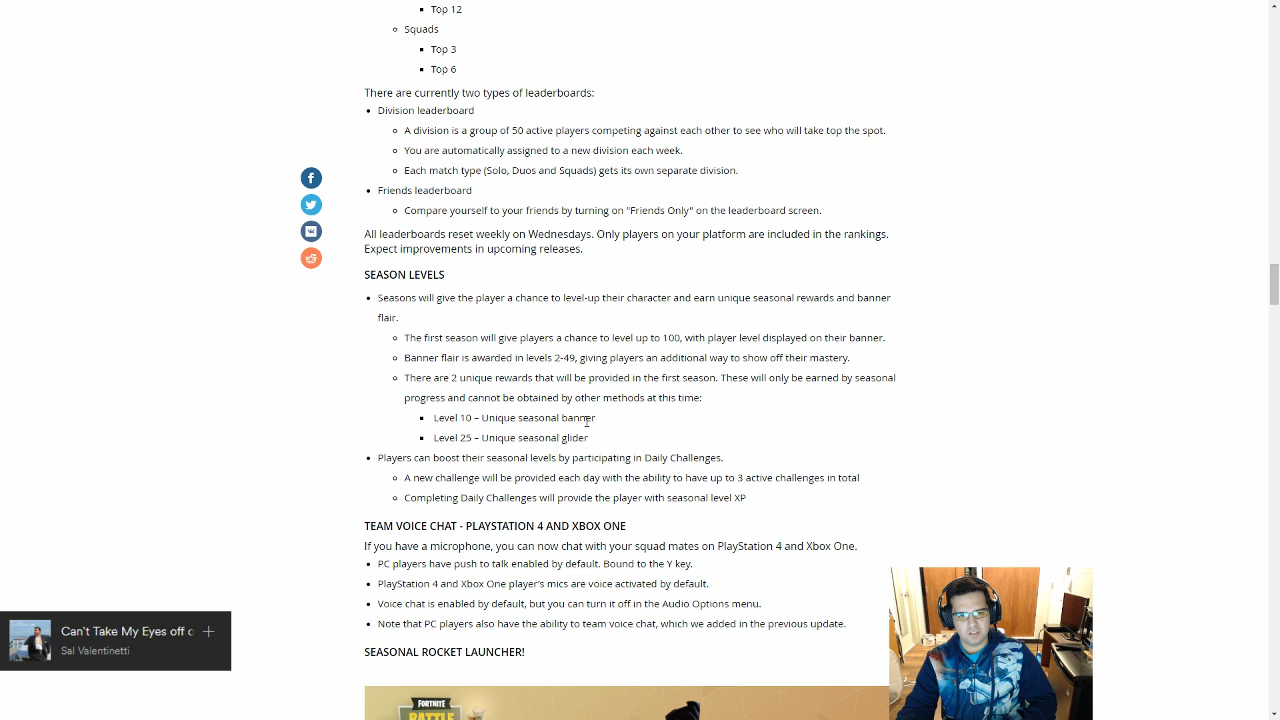 Top 12
Squads
Top 3
Top 6
There are currently two types of leaderboards:
Division leaderboard
A division is a group of 50 active players competing against each other to see who will take top the spot.
You are automatically assigned to a new division each week.
Each match type (Solo, Duos and Squads) gets its own separate division.
Friends leaderboard
Compare yourself to your friends by turning on "Friends Only" on the leaderboard screen.
All leaderboards reset weekly on Wednesdays. Only players on your platform are included in the rankings.
Expect improvements in upcoming releases.
SEASON LEVELS
Seasons will give the player a chance to level-up their character and earn unique seasonal rewards and banner
flair.
The first season will give players a chance to level up to 100, with player level displayed on their banner.
Banner flair is awarded in levels 2-49, giving players an additional way to show off their mastery.
There are 2 unique rewards that will be provided in the first season. These will only be earned by seasonal
progress and cannot be obtained by other methods at this time:
Level 10 – Unique seasonal banner
Level 25 – Unique seasonal glider
Players can boost their seasonal levels by participating in Daily Challenges.
A new challenge will be provided each day with the ability to have up to 3 active challenges in total
Completing Daily Challenges will provide the player with seasonal level XP
TEAM VOICE CHAT - PLAYSTATION 4 AND XBOX ONE
If you have a microphone, you can now chat with your squad mates on PlayStation 4 and Xbox One.
PC players have push to talk enabled by default. Bound to the Y key.
PlayStation 4 and Xbox One player's mics are voice activated by default.
Voice chat is enabled by default, but you can turn it off in the Audio Options menu.
Note that PC players also have the ability to team voice chat, which we added in the previous update.
SEASONAL ROCKET LAUNCHER!
FORTNITE
BATTLE
Can't Take My Eyes off
Sal Valentinetti